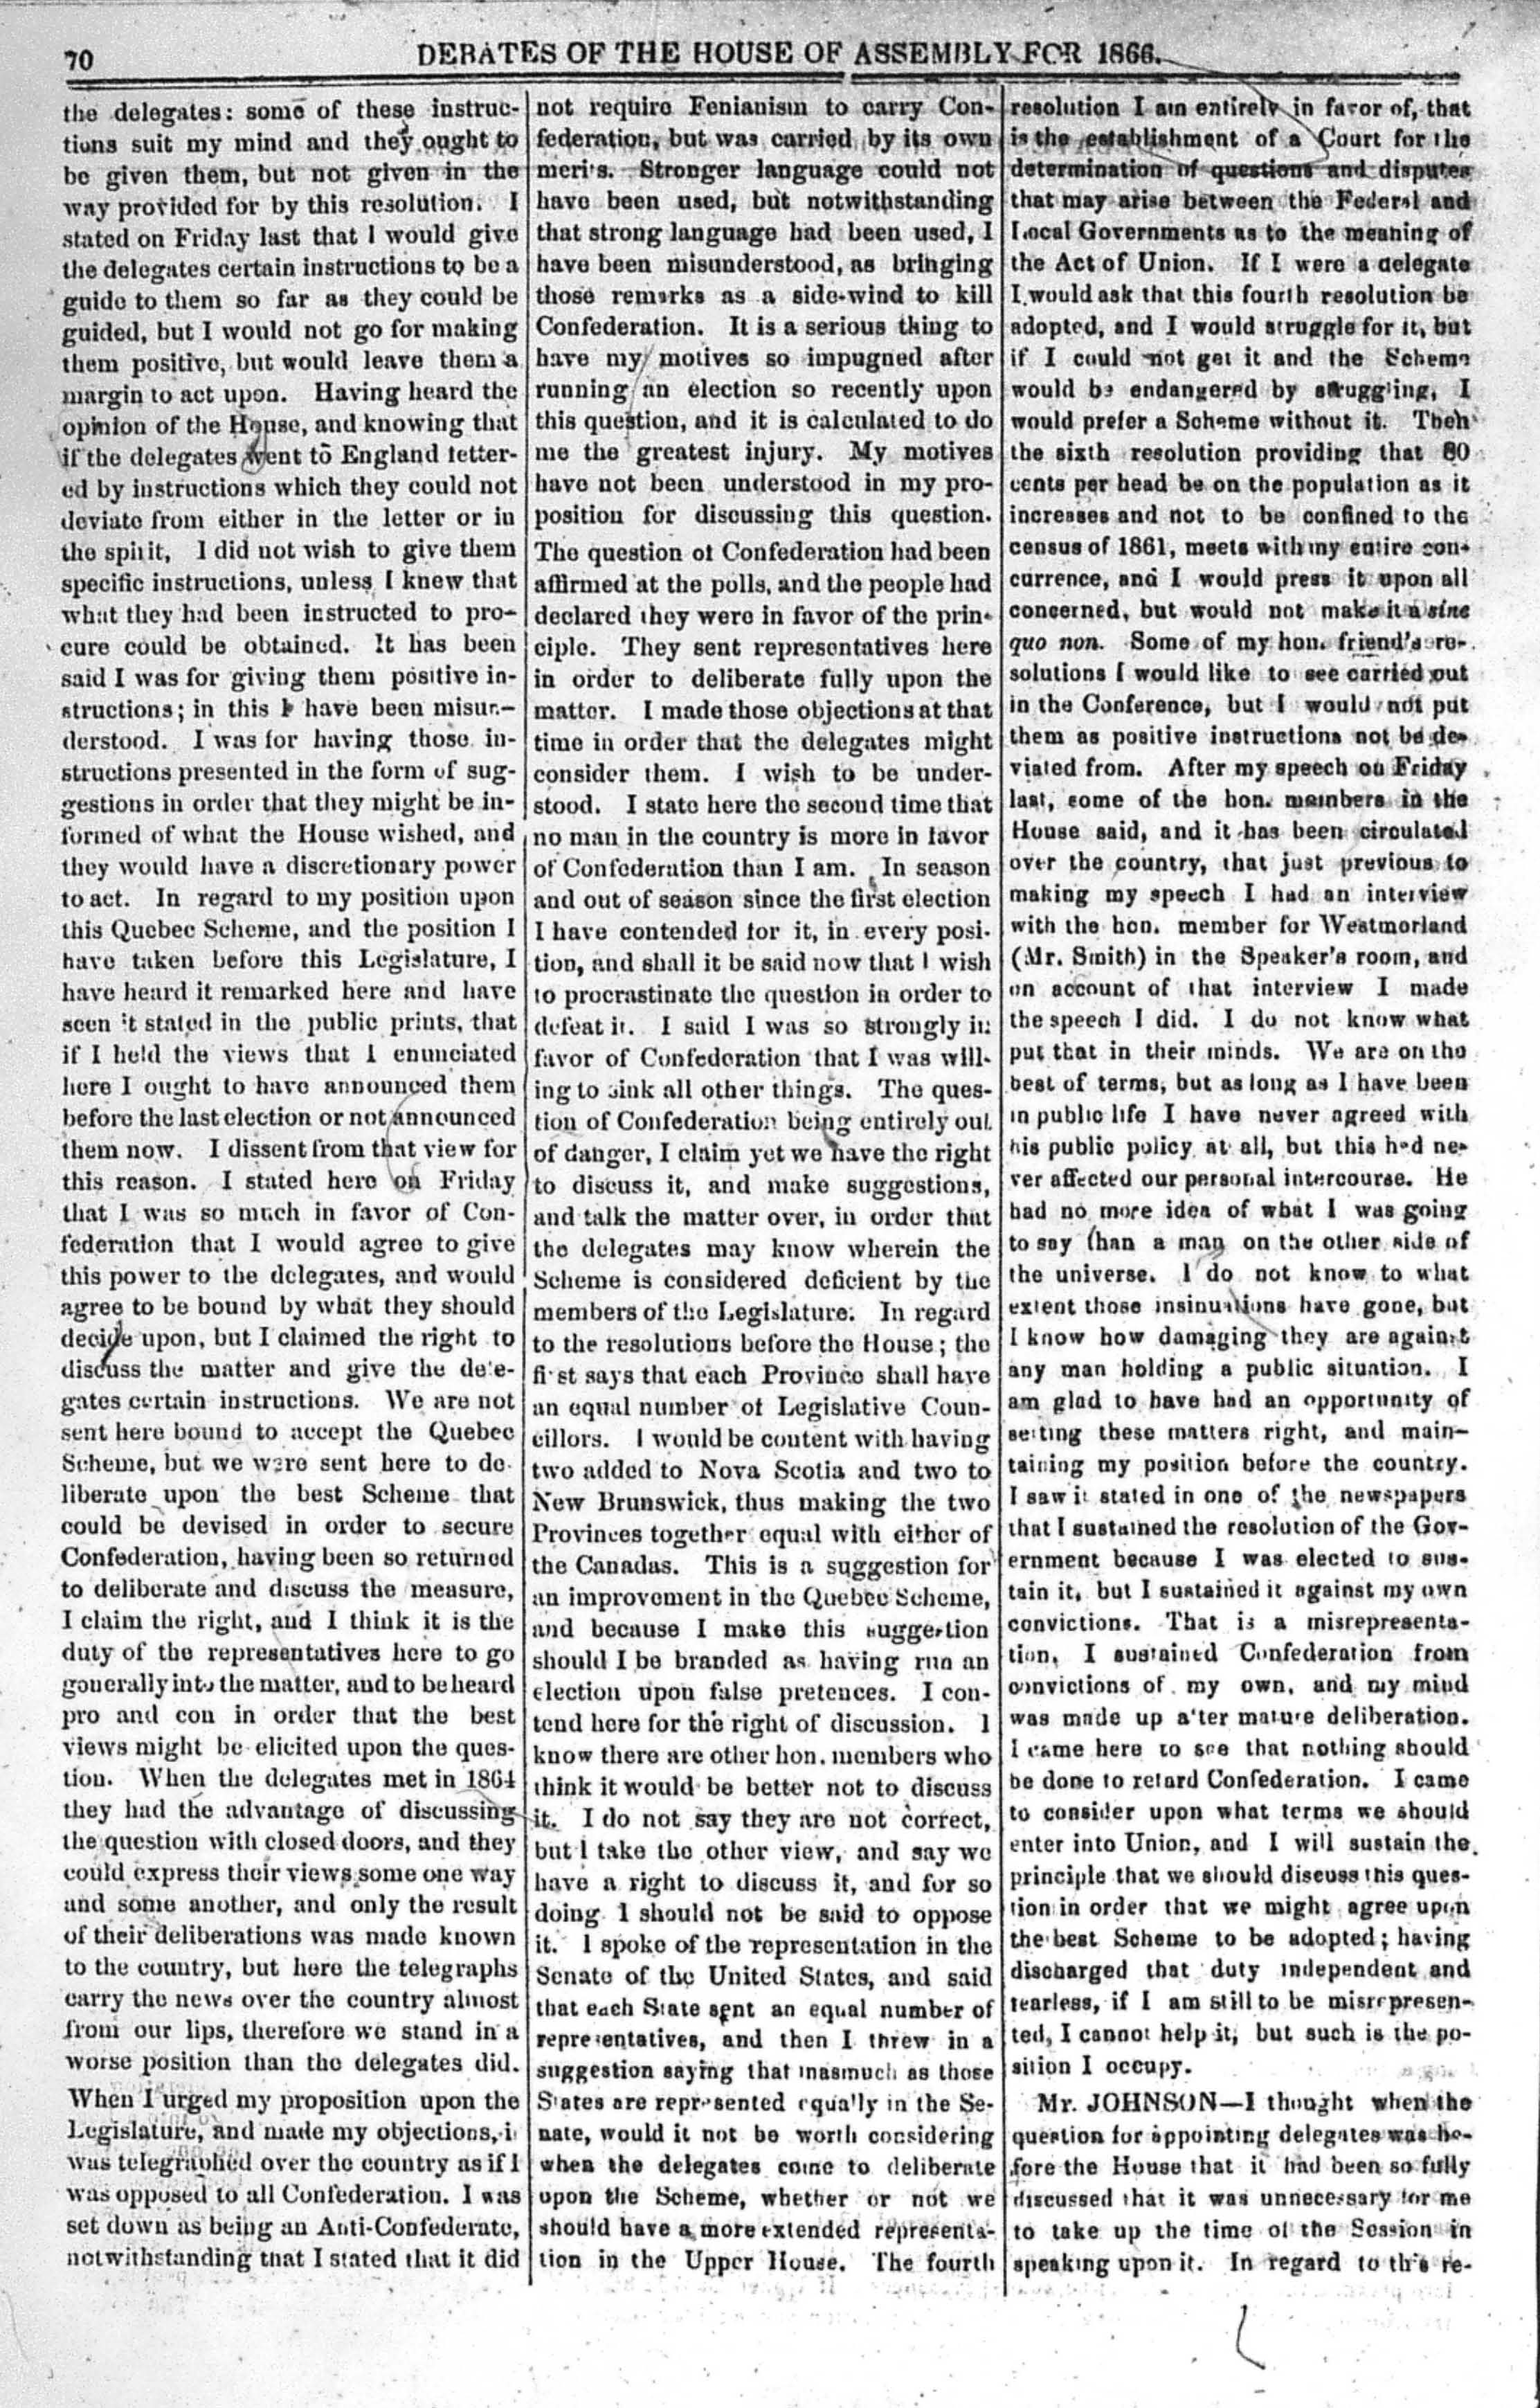 70
DEBATES OF THE HOUSE OF ASSEMBLY FOR 1866.
the delegates: some of these instruc-
tions suit my mind and they ought to
be given them, but not given in the
way provided for by this resolution. I
stated on Friday last that I would give
the delegates certain instructions to be a
guide to them so far as they could be
guided, but I would not go for making
them positive, but would leave them a
margin to act upon. Having heard the
opinion of the House, and knowing that
if the delegates went to England fetter-
ed by instructions which they could not
deviate from either in the letter or in
the spirit, I did not wish to give them
specific instructions, unless I knew that
what they had been instructed to pro-
cure could be obtained. It has been
said I was for giving them positive in-
structions; in this I have been misun-
derstood. I was for having those in-
structions presented in the form of sug-
gestions in order that they might be in-
formed of what the House wished, and
they would have a discretionary power
to act. In regard to my position upon
this Quebec Scheme, and the position I
have taken before this Legislature, I
have heard it remarked here and have
seen it stated in the public prints, that
if I held the views that I enunciated
here I ought to have announced them
before the last election or not announced
them now. I dissent from that view for
this reason. I stated here on Friday
that I was so much in favor of Con-
federation that I would agree to give
this power to the delegates, and would
agree to be bound by what they should
decide upon, but I claimed the right to
discuss the matter and give the dele-
gates certain instructions. We are not
sent here bound to accept the Quebec
Scheme, but we were sent here to de-
liberate upon the best Scheme that
could be devised in order to secure
Confederation, having been so returned
to deliberate and discuss the measure,
I claim the right, and I think it is the
duty of the representatives here to go
generally into the matter, and to be heard
pro and con in order that the best
views might be elicited upon the ques-
tion. When the delegates met in 1864
they had the advantage of discussing
the question with closed doors, and they
could express their views some one way
and some another, and only the result
of their deliberations was made known
to the country, but here the telegraphs
carry the news over the country almost
from our lips, therefore we stand in a
worse position than the delegates did.
When I urged my proposition upon the
Legislature, and made my objections, i
was telegraphed over the country as if I
was opposed to all Confederation. I was
set down as being an Anti-Confederate,
notwithstanding that I stated that it did
not require Fenianism to carry Con-
federation, but was carried by its own
merits. Stronger language could not
have been used, but notwithstanding
that strong language had been used, I
have been misunderstood, as bringing
those remarks as a side-wind to kill
Confederation. It is a serious thing to
have my motives so impugned after
running an election so recently upon
this question, and it is calculated to do
me the greatest injury. My motives
have not been understood in my pro-
position for discussing this question.
The question of Confederation had been
affirmed at the polls, and the people had
declared they were in favor of the prin-
ciple. They sent representatives here
in order to deliberate fully upon the
matter. I made those objections at that
time in order that the delegates might
consider them. I wish to be under-
stood. I state here the second time that
no man in the country is more in favor
of Confederation than I am. In season
and out of season since the first election
I have contended for it, in every posi-
tion, and shall it be said now that I wish
to procrastinate the question in order to
defeat it. I said I was so strongly in
favor of Confederation that I was will-
ing to sink all other things. The ques-
tion of Confederation being entirely out
of danger, I claim yet we have the right
to discuss it, and make suggestions,
and talk the matter over, in order that
the delegates may know wherein the
Scheme is considered deficient by the
members of the Legislature. In regard
to the resolutions before the House; the
first says that each Province shall have
an equal number of Legislative Coun-
cillors. I would be content with having
two added to Nova Scotia and two to
New Brunswick, thus making the two
Provinces together equal with either of
the Canadas. This is a suggestion for
an improvement in the Quebec Scheme,
and because I make this suggestion
should I be branded as having run an
election upon false pretences. I con-
tend here for the right of discussion. I
know there are other hon. members who
think it would be better not to discuss
it. I do not say they are not correct,
but I take the other view, and say we
have a right to discuss it, and for so
doing I should not be said to oppose
it. I spoke of the representation in the
Senate of the United States, and said
that each State sent an equal number of
representatives, and then I threw in a
suggestion saying that inasmuch as those
States are represented equally in the Se-
nate, would it not be worth considering
when the delegates come to deliberate
upon the Scheme, whether or not we
should have a more extended representa-
tion in the Upper House. The fourth
resolution I am entirely in favor of, that
is the establishment of a Court for the
determination of questions and disputes
that may arise between the Federal and
Local Governments as to the meaning of
the Act of Union. If I were a delegate
I would ask that this fourth resolution be
adopted, and I would struggle for it, but
if I could not get it and the Scheme
would be endangered by struggling, I
would prefer a Scheme without it. Then
the sixth resolution providing that 80
cents per head be on the population as it
increases and not to be confined to the
census of 1861, meets with my entire con-
currence, and I would press it upon all
concerned, but would not make it a sine
quo non. Some of my hon. friend's re-
solutions I would like to see carried out
in the Conference, but I would not put
them as positive instructions not be de-
viated from. After my speech on Friday
last, some of the hon. members in the
House said, and it has been circulated
over the country, that just previous to
making my speech I had an interview
with the hon. member for Westmorland
(Mr. Smith) in the Speaker's room, and
on account of that interview I made
the speech I did. I do not know what
put that in their minds. We are on the
best of terms, but as long as I have been
in public life I have never agreed with
his public policy at all, but this had ne-
ver affected our personal intercourse. He
had no more idea of what I was going
to say than a man on the other side of
the universe. I do not know to what
extent those insinuations have gone, but
I know how damaging they are against
any man holding a public situation. I
am glad to have had an opportunity of
setting these matters right, and main-
taining my position before the country.
I saw it stated in one of the newspapers
that I sustained the resolution of the Gov-
ernment because I was elected to sus-
tain it, but I sustained it against my own
convictions. That is a misrepresenta-
tion, I sustained Confederation from
convictions of my own, and my mind
was made up after mature deliberation.
I came here to see that nothing should
be done to retard Confederation. I came
to consider upon what terms we should
enter into Union, and I will sustain the
principle that we should discuss this ques-
tion in order that we might agree upon
the best Scheme to be adopted; having
discharged that duty independent and
fearless, if I am still to be misrepresen-
ted, I cannot help it, but such is the po-
sition I occupy.
Mr. JOHNSON—I thought when the
question for appointing delegates was be-
fore the House that it had been so fully
discussed that it was unnecessary for me
to take up the time of the Session in
speaking upon it. In regard to this re-